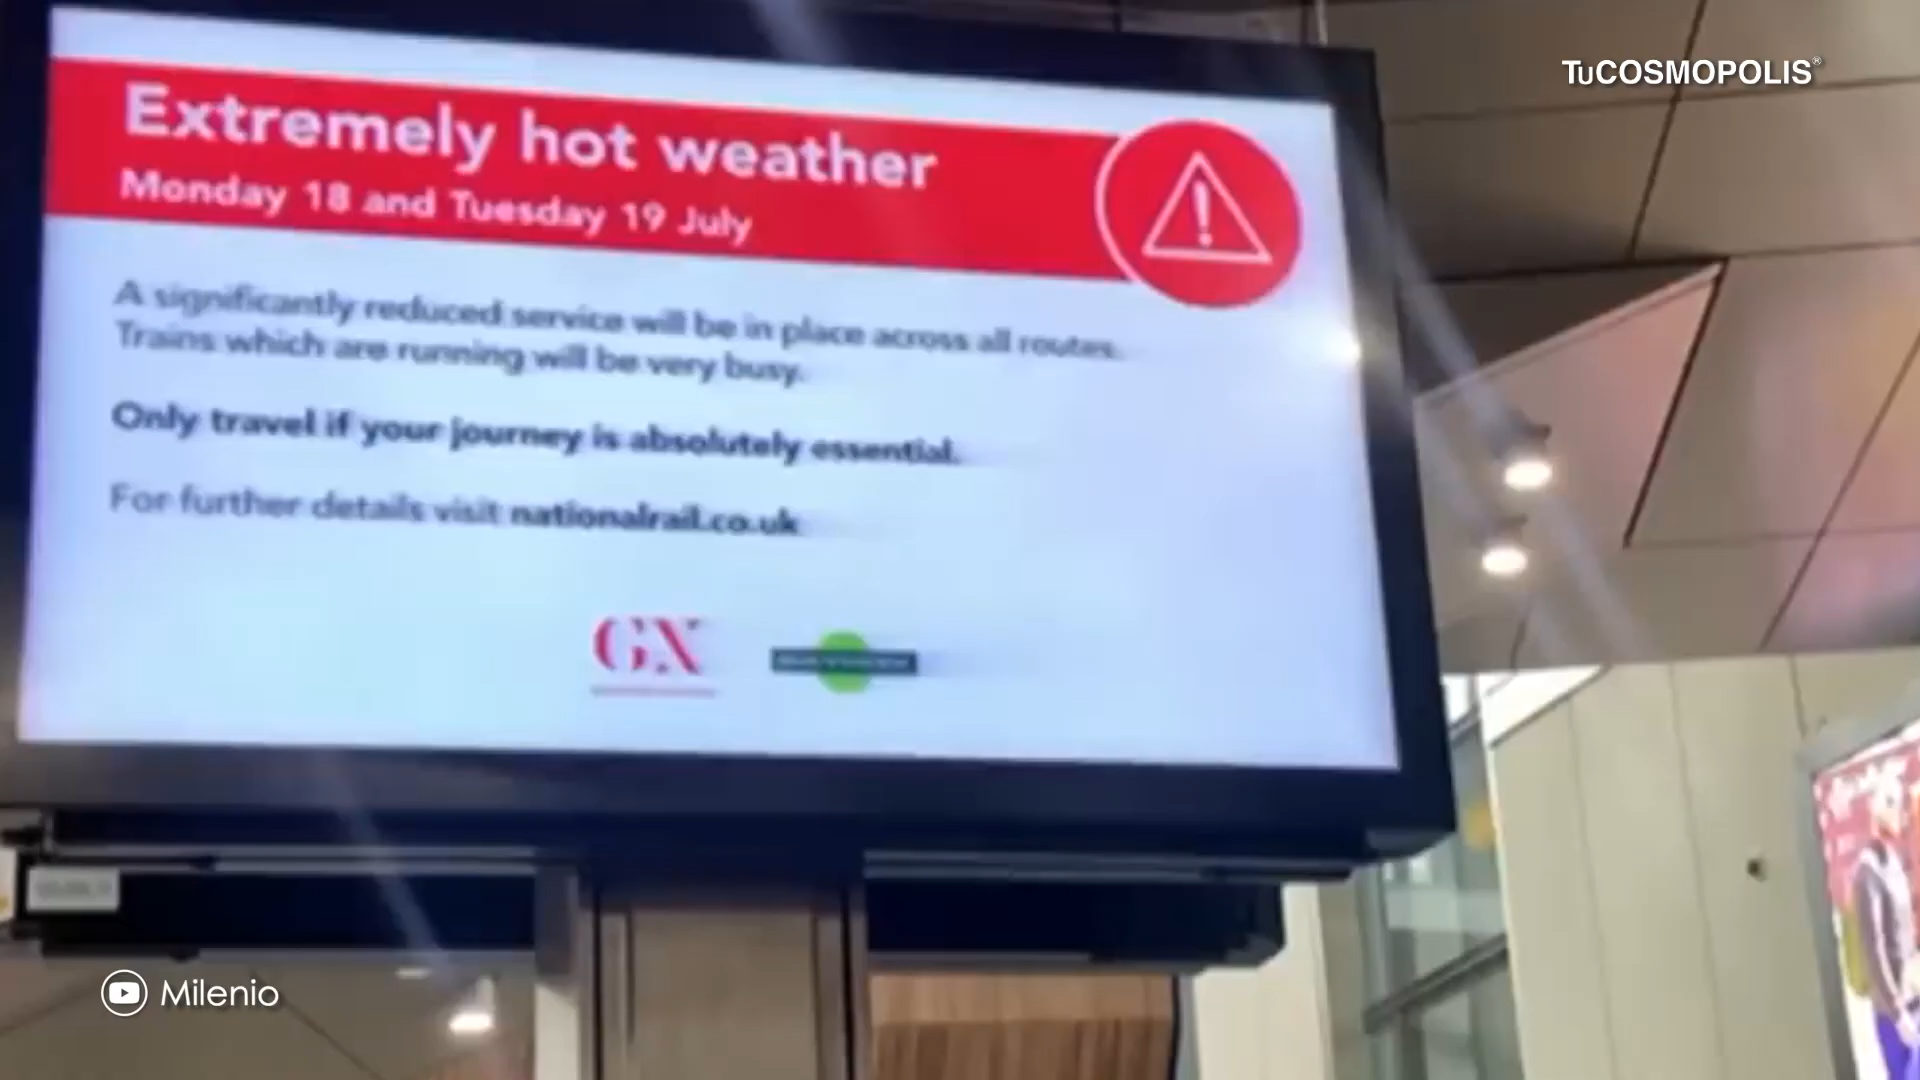 TuCOSMOPOLIS®
Extremely hot weather
Monday 18 and Tuesday 19 July
A significantly reduced service will be in place across all routes.
Trains which are running will be very busy.
Only travel if your journey is absolutely essential.
For further details visit nationalrail.co.uk
GX
Milenio